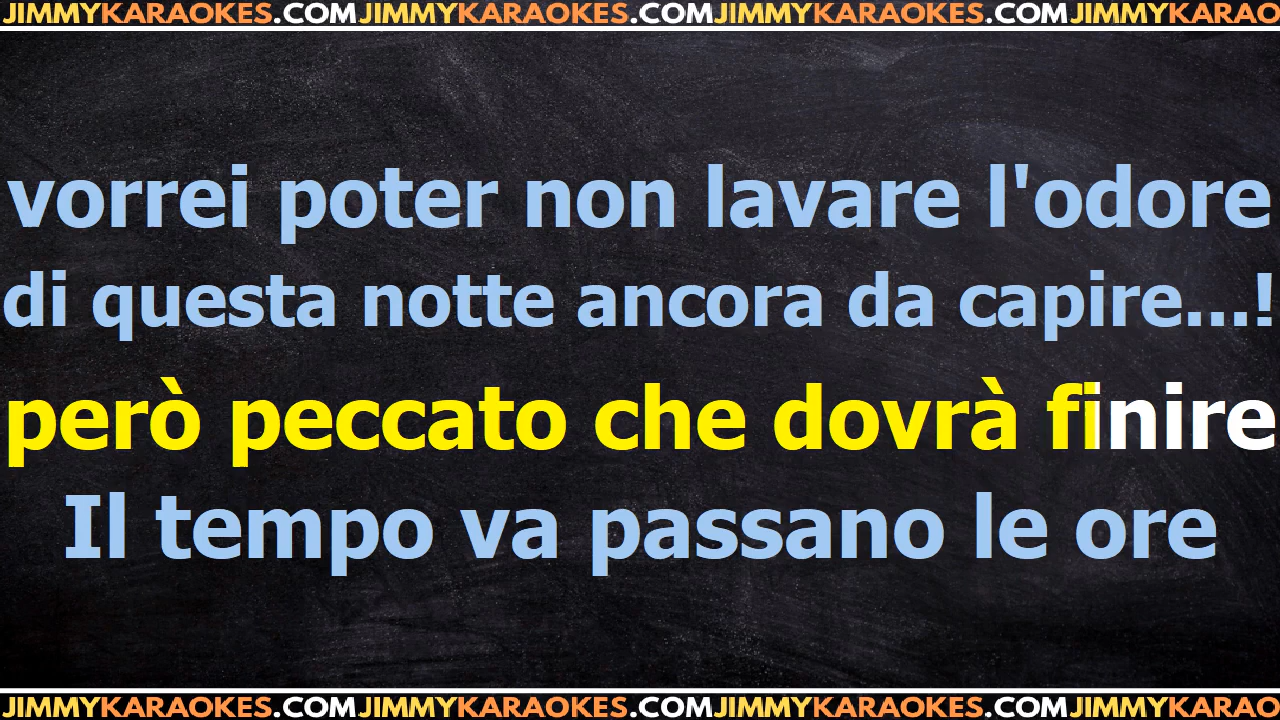 JIMMYKARAOKES.COMJIMMYKARAOKES.COMJIMMYKARAOKES.COMJIMMYKARAO
vorrei poter non lavare l'odore
di questa notte ancora da capire...!
però peccato che dovrà finire
Il tempo va passano le ore
JIMMYKARAOKES.COMJIMMYKARAOKES.COMJIMMYKARAOKES.COMJIMMYKARAO